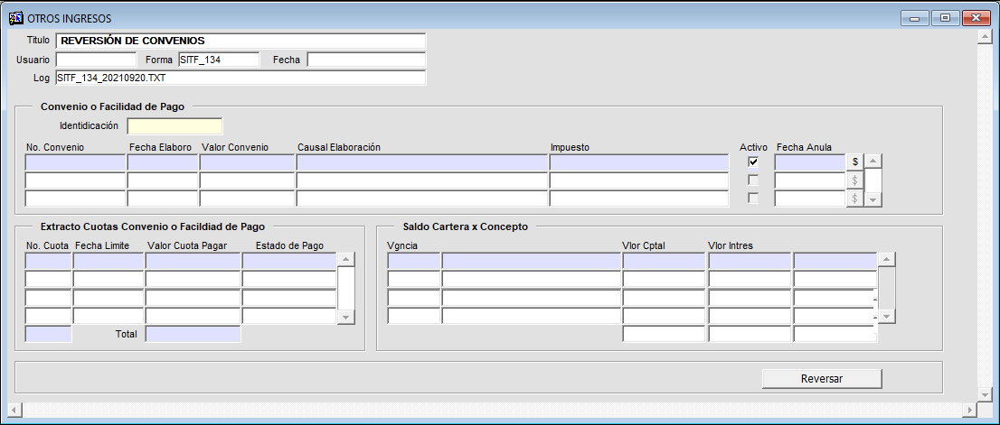 OTROS INGRESOS
Titulo REVERSIÓN DE CONVENIOS
Usuario Forma SITF_134 Fecha
Log SITF_134_20210920.TXT
Convenio o Facilidad de Pago
Identidicación
No. Convenio Fecha Elaboro Valor Convenio Causal Elaboración Impuesto Activo Fecha Anula
$
$
$
Extracto Cuotas Convenio o Facildiad de Pago Saldo Cartera x Concepto
No. Cuota Fecha Limite Valor Cuota Pagar Estado de Pago Vgncia Vlor Cptal Vlor Intres
Total
Reversar